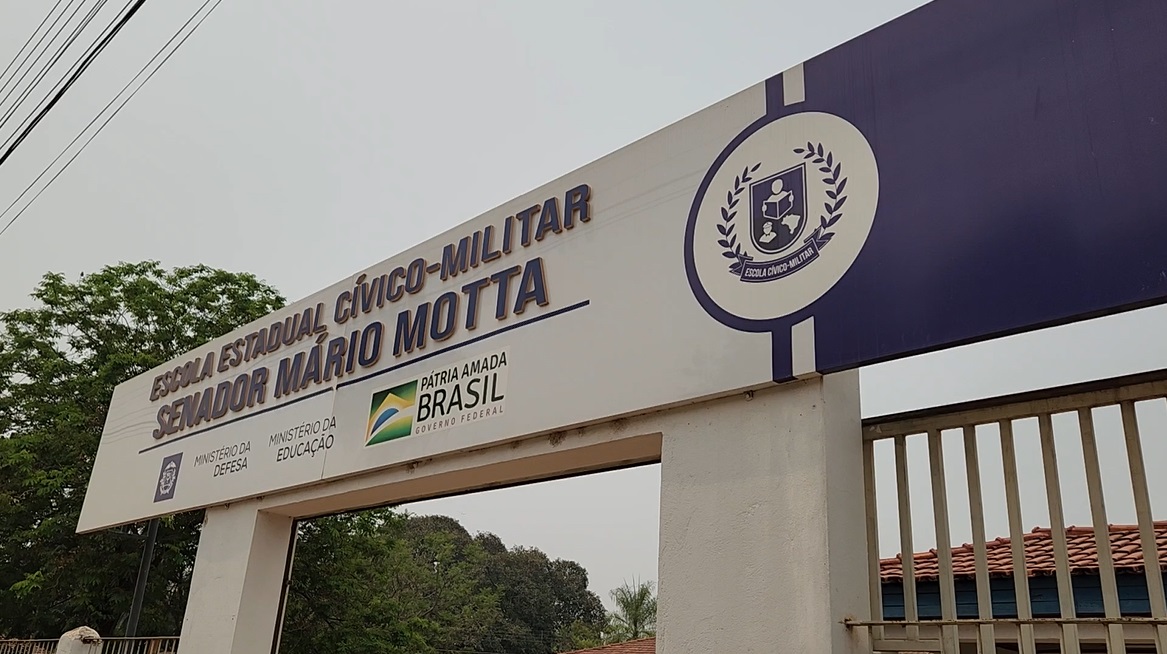 ESCOLA ESTADUAL CÍVICO-MILITAR
SENADOR MÁRIO MOTTA
MINISTÉRIO DA
DEFESA
MINISTÉRIO DA
EDUCAÇÃO
PÁTRIA AMADA
BRASIL
GOVERNO FEDERAL
ESCOLA CÍVICO-MILITAR